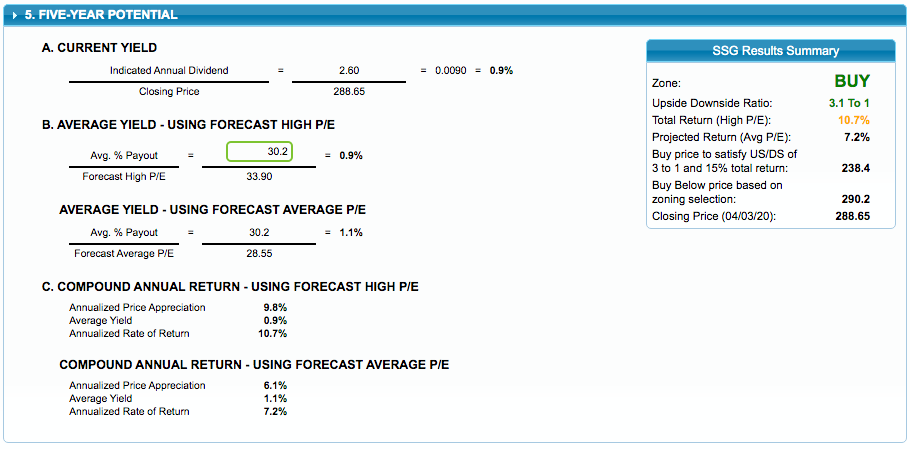 5. FIVE-YEAR POTENTIAL
A. CURRENT YIELD
Indicated Annual Dividend = 2.60 = 0.0090 = 0.9%
Closing Price 288.65
B. AVERAGE YIELD - USING FORECAST HIGH P/E
Avg. % Payout = 30.2 = 0.9%
Forecast High P/E 33.90
AVERAGE YIELD - USING FORECAST AVERAGE P/E
Avg. % Payout = 30.2 = 1.1%
Forecast Average P/E 28.55
C. COMPOUND ANNUAL RETURN - USING FORECAST HIGH P/E
Annualized Price Appreciation 9.8%
Average Yield 0.9%
Annualized Rate of Return 10.7%
COMPOUND ANNUAL RETURN - USING FORECAST AVERAGE P/E
Annualized Price Appreciation 6.1%
Average Yield 1.1%
Annualized Rate of Return 7.2%
SSG Results Summary
Zone: BUY
Upside Downside Ratio: 3.1 To 1
Total Return (High P/E): 10.7%
Projected Return (Avg P/E): 7.2%
Buy price to satisfy US/DS of
3 to 1 and 15% total return: 238.4
Buy Below price based on
zoning selection: 290.2
Closing Price (04/03/20): 288.65